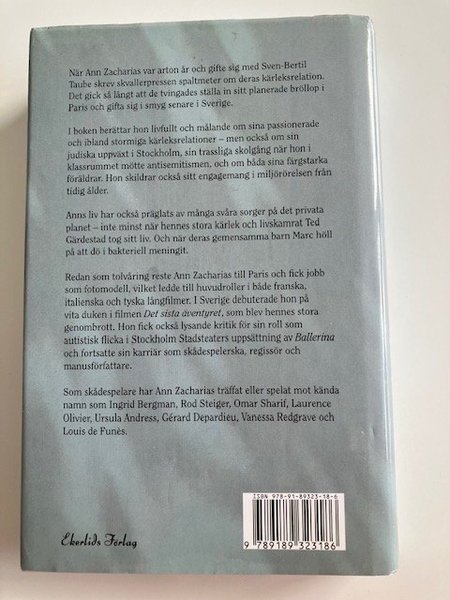 När Ann Zacharias var arton år och gifte sig med Sven-Bertil
Taube skrev skvallerpressen spaltmeter om deras kärleksrelation.
Det gick så långt att de tvingades ställa in sitt planerade bröllop i
Paris och gifta sig i smyg senare i Sverige.
I boken berättar hon livfullt och målande om sina passionerade
och ibland stormiga kärleksrelationer – men också om sin
judiska uppväxt i Stockholm, sin trassliga skolgång när hon i
klassrummet mötte antisemitismen, och om båda sina färgstarka
föräldrar. Hon skildrar också sitt engagemang i miljörörelsen från
tidig ålder.
Anns liv har också präglats av många svåra sorger på det privata
planet – inte minst när hennes stora kärlek och livskamrat Ted
Gärdestad tog sitt liv. Och när deras gemensamma barn Marc höll
på att dö i bakteriell meningit.
Redan som tolvåring reste Ann Zacharias till Paris och fick jobb
som fotomodell, vilket ledde till huvudroller i både franska,
italienska och tyska långfilmer. I Sverige debuterade hon på
vita duken i filmen Det sista äventyret, som blev hennes stora
genombrott. Hon fick också lysande kritik för sin roll som
autistisk flicka i Stockholm Stadsteaters uppsättning av Ballerina
och fortsatte sin karriär som skådespelerska, regissör och
manusförfattare.
Som skådespelare har Ann Zacharias träffat eller spelat mot kända
namn som Ingrid Bergman, Rod Steiger, Omar Sharif, Laurence
Olivier, Ursula Andress, Gérard Depardieu, Vanessa Redgrave och
Louis de Funès.
ISBN 978-91-89323-18-6
9 789189 323186
Ekerlids Förlag